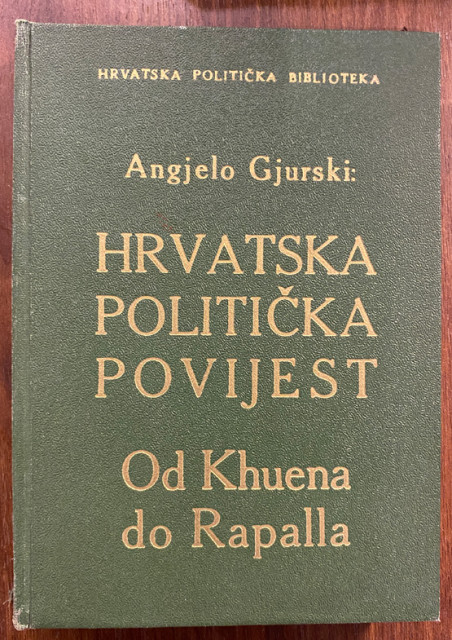 HRVATSKA POLITIČKA BIBLIOTEKA
Angjelo Gjurski:
HRVATSKA
POLITIČKA
POVIJEST
Od Khuena
do Rapalla